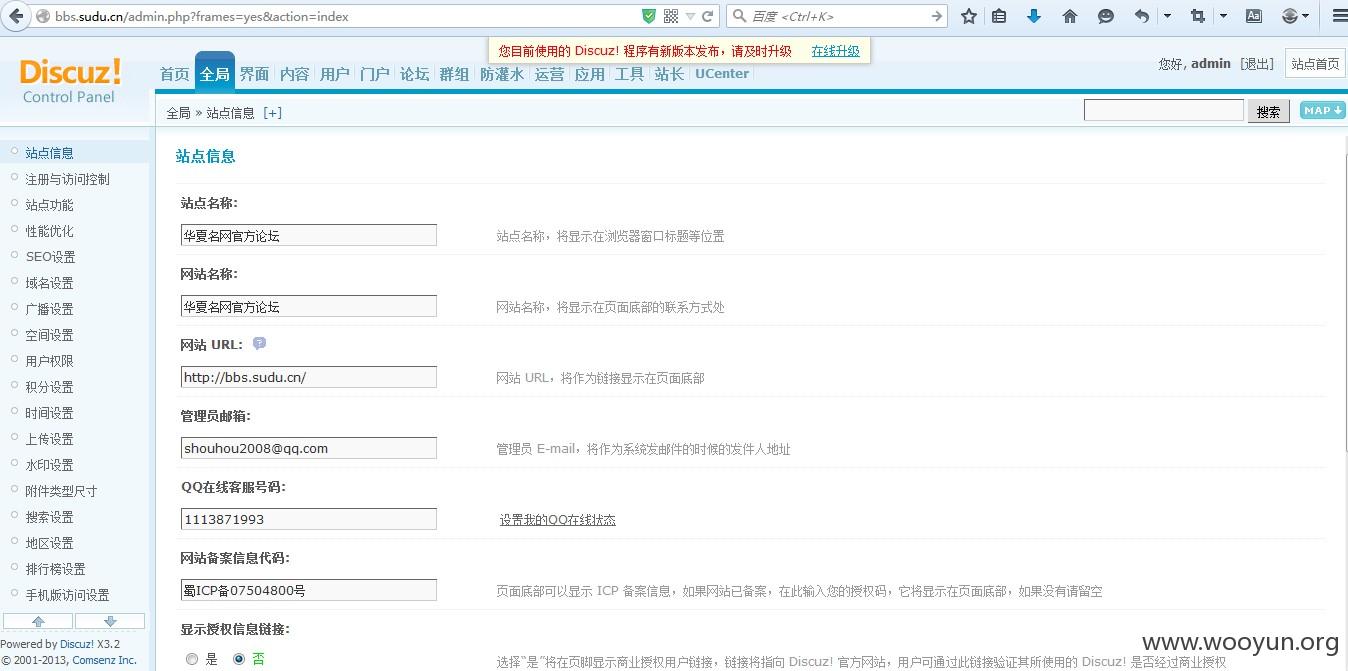 bbs.sudu.cn/admin.php?frames=yes&action=index
百度 <Ctrl+K>
您目前使用的 Discuz! 程序有新版本发布，请及时升级 在线升级
Discuz!
Control Panel
首页 全局 界面 内容 用户 门户 论坛 群组 防灌水 运营 应用 工具 站长 UCenter
您好, admin [退出] 站点首页
全局 » 站点信息 [+]
搜索 MAP
站点信息
注册与访问控制
站点功能
性能优化
SEO设置
域名设置
广播设置
空间设置
用户权限
积分设置
时间设置
上传设置
水印设置
附件类型尺寸
搜索设置
地区设置
排行榜设置
手机版访问设置
Powered by Discuz! X3.2
© 2001-2013, Comsenz Inc.
站点信息
站点名称:
华夏名网官方论坛 站点名称，将显示在浏览器窗口标题等位置
网站名称:
华夏名网官方论坛 网站名称，将显示在页面底部的联系方式处
网站 URL:
http://bbs.sudu.cn/ 网站 URL，将作为链接显示在页面底部
管理员邮箱:
shouhou2008@qq.com 管理员 E-mail，将作为系统发邮件的时候的发件人地址
QQ在线客服号码:
1113871993 设置我的QQ在线状态
网站备案信息代码:
蜀ICP备07504800号 页面底部可以显示 ICP 备案信息，如果网站已备案，在此输入您的授权码，它将显示在页面底部，如果没有请留空
显示授权信息链接:
是 否 选择“是”将在页脚显示商业授权用户链接，链接将指向 Discuz! 官方网站，用户可通过此链接验证其所使用的 Discuz! 是否经过商业授权
www.wooyun.org